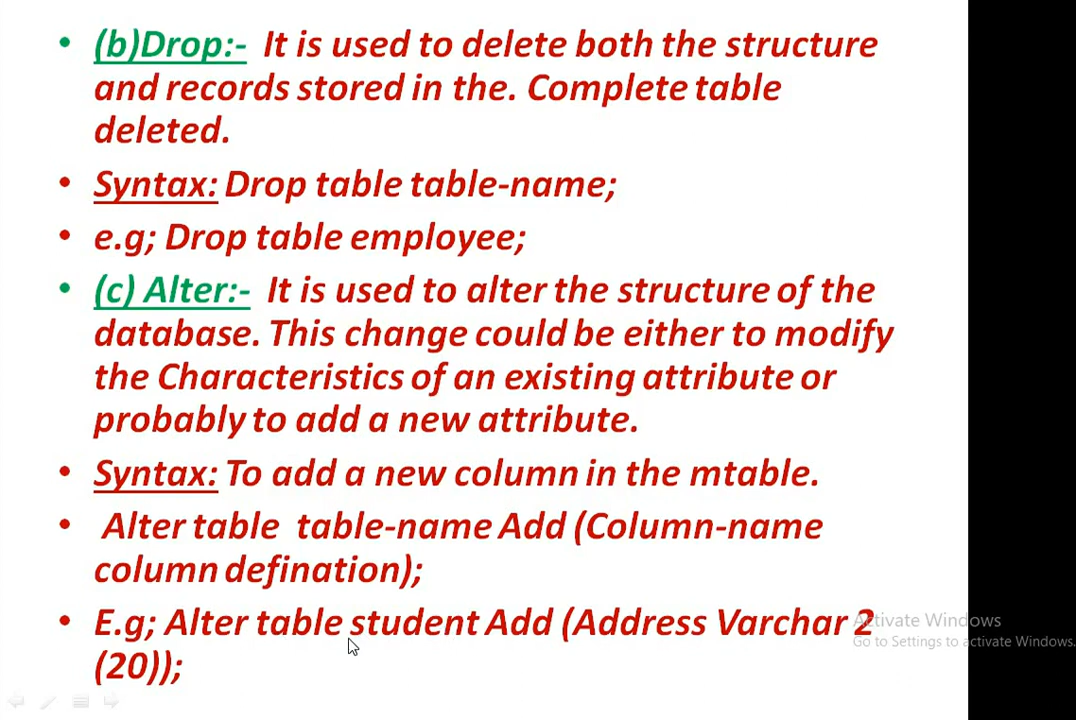 • (b)Drop:- It is used to delete both the structure
and records stored in the. Complete table
deleted.
• Syntax: Drop table table-name;
• e.g; Drop table employee;
• (c) Alter:- It is used to alter the structure of the
database. This change could be either to modify
the Characteristics of an existing attribute or
probably to add a new attribute.
• Syntax: To add a new column in the mtable.
• Alter table table-name Add (Column-name
column defination);
• E.g; Alter table student Add (Address Varchar 2
(20));
Activate Windows
Go to Settings to activate Windows.